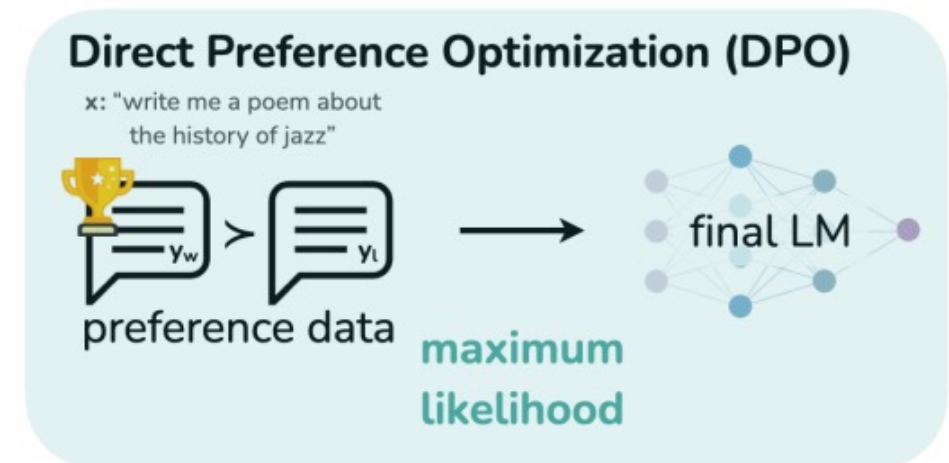 Direct Preference Optimization (DPO)
x: “write me a poem about
the history of jazz”
yw > yl
preference data
final LM
maximum
likelihood